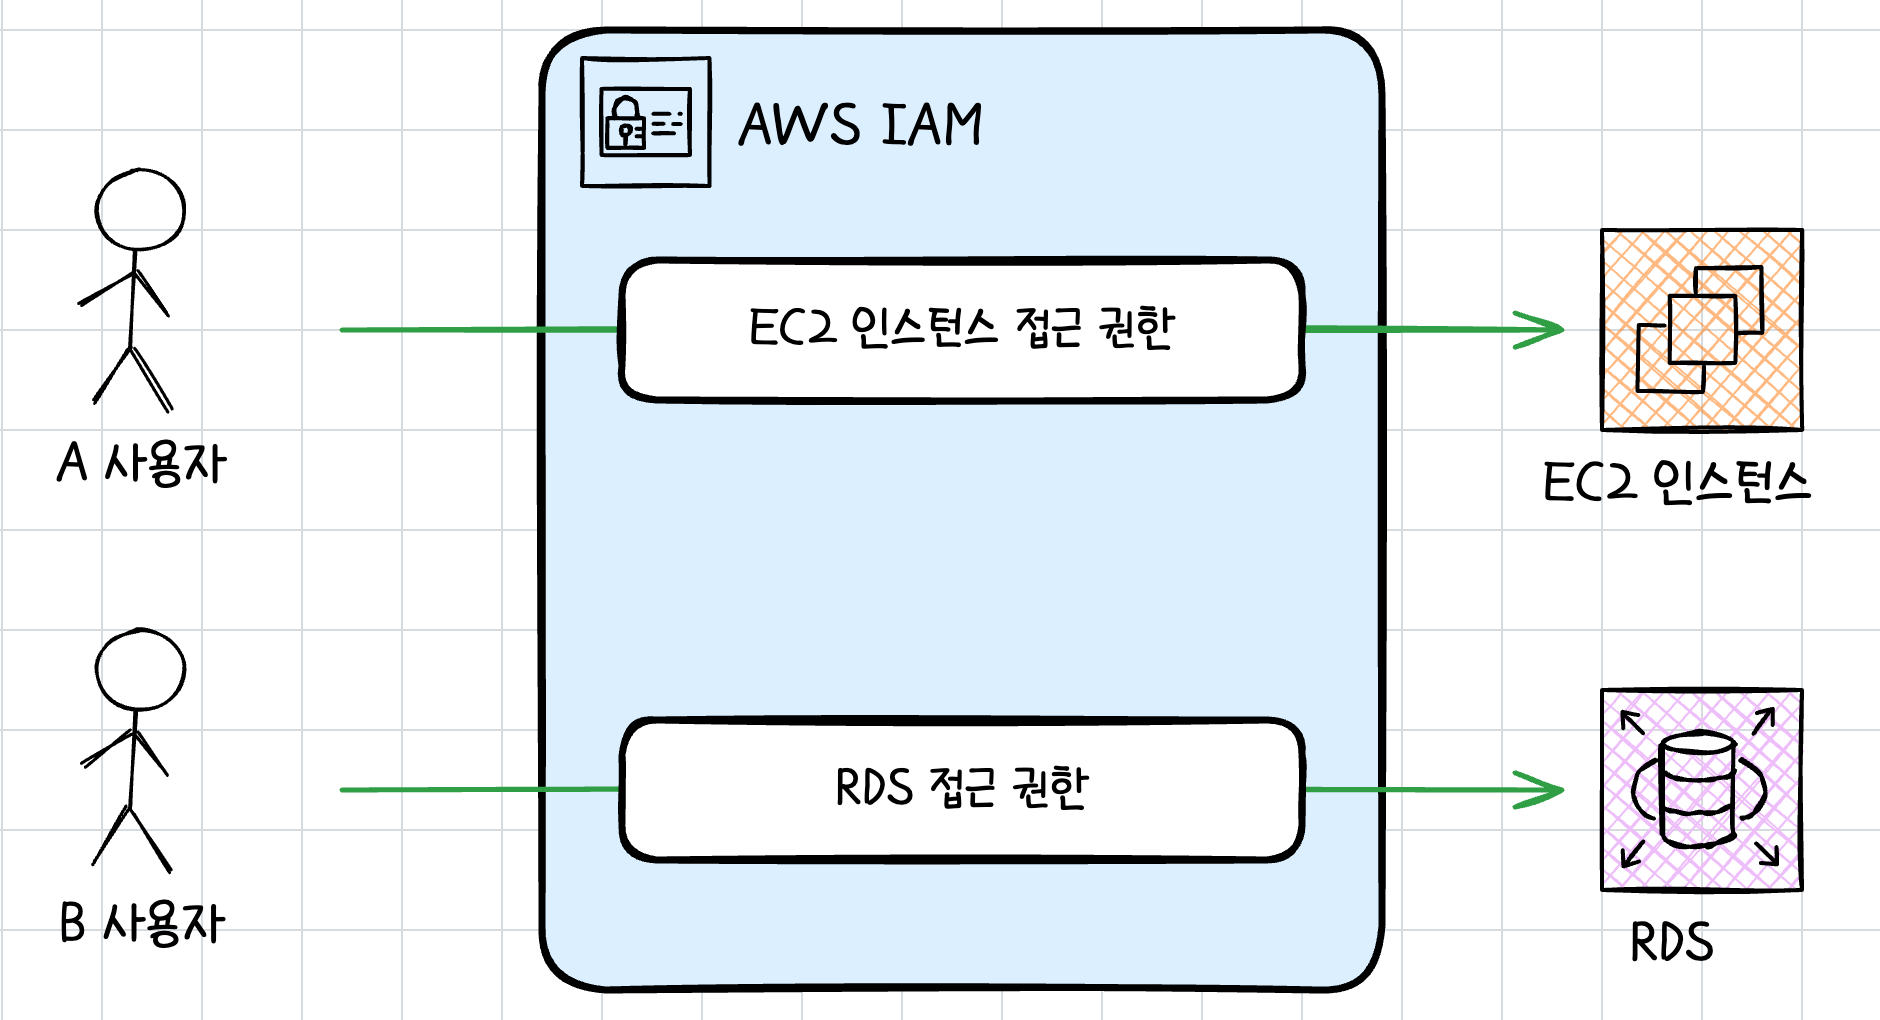 AWS IAM
EC2 인스턴스 접근 권한
A 사용자
EC2 인스턴스
RDS 접근 권한
B 사용자
RDS